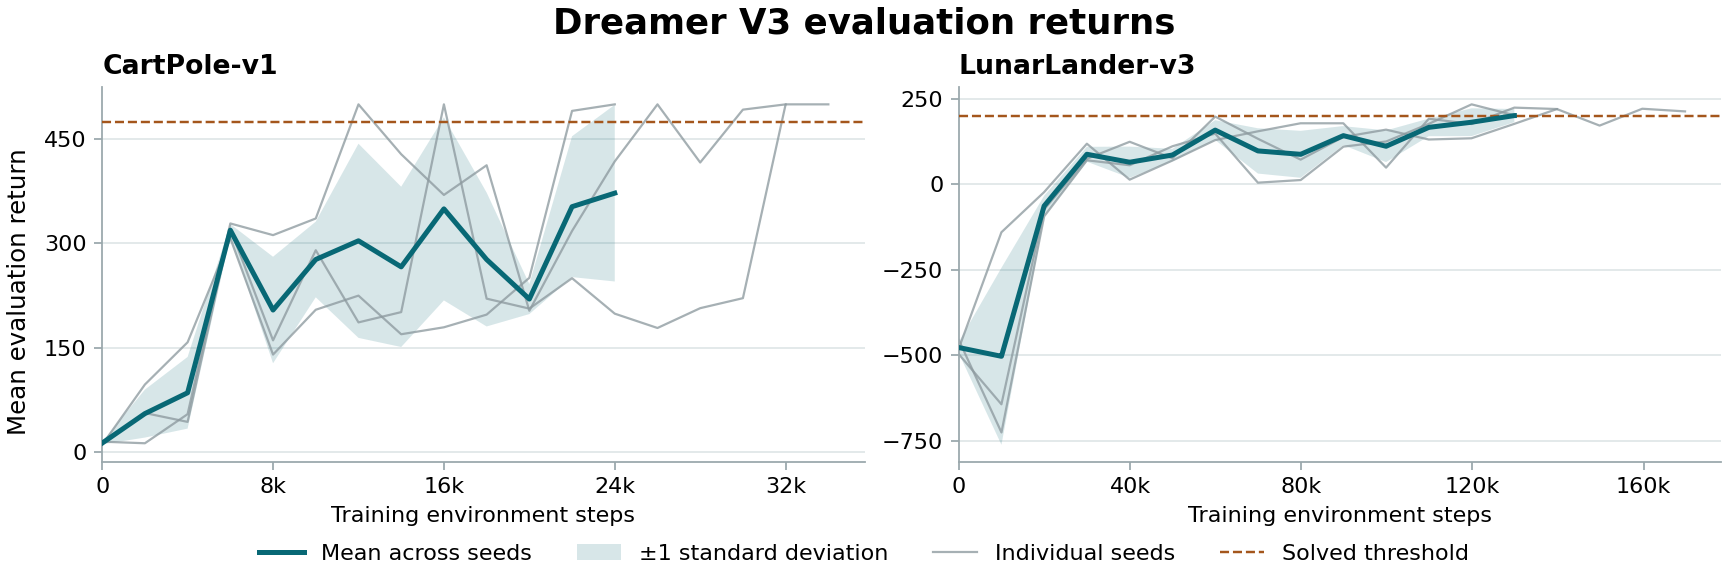 Dreamer V3 evaluation returns
CartPole-v1
Mean evaluation return
450
300
150
0
0 8k 16k 24k 32k
Training environment steps
LunarLander-v3
250
0
−250
−500
−750
0 40k 80k 120k 160k
Training environment steps
Mean across seeds ±1 standard deviation Individual seeds Solved threshold